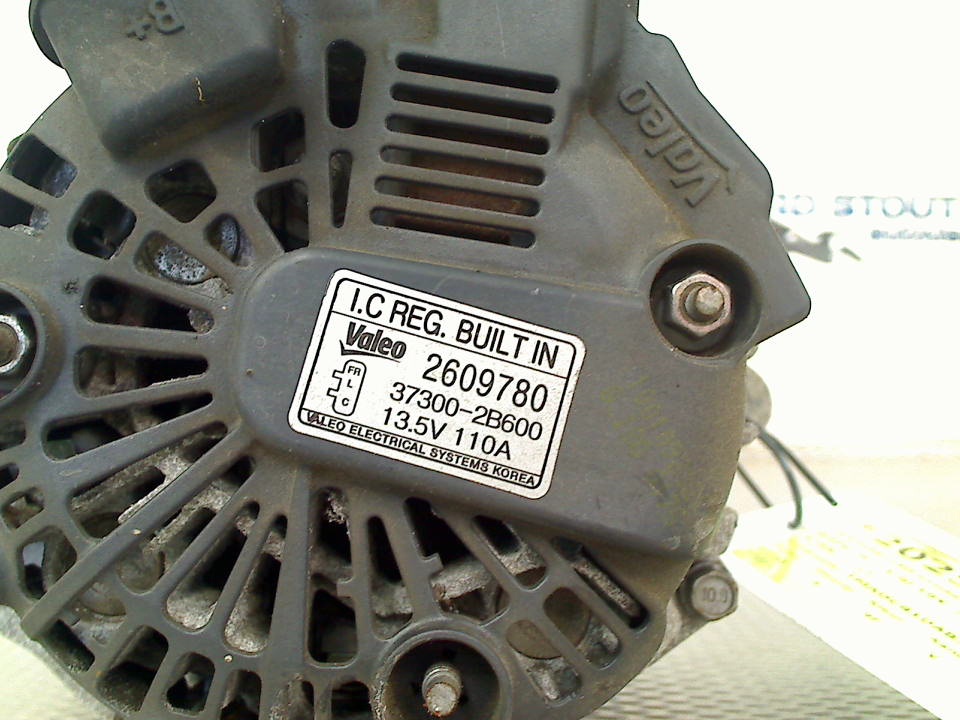 B+
Valeo
STOUT
I.C REG. BUILT IN
Valeo 2609780
FR
L
C
37300-2B600
13.5V 110A
VALEO ELECTRICAL SYSTEMS KOREA
10.9